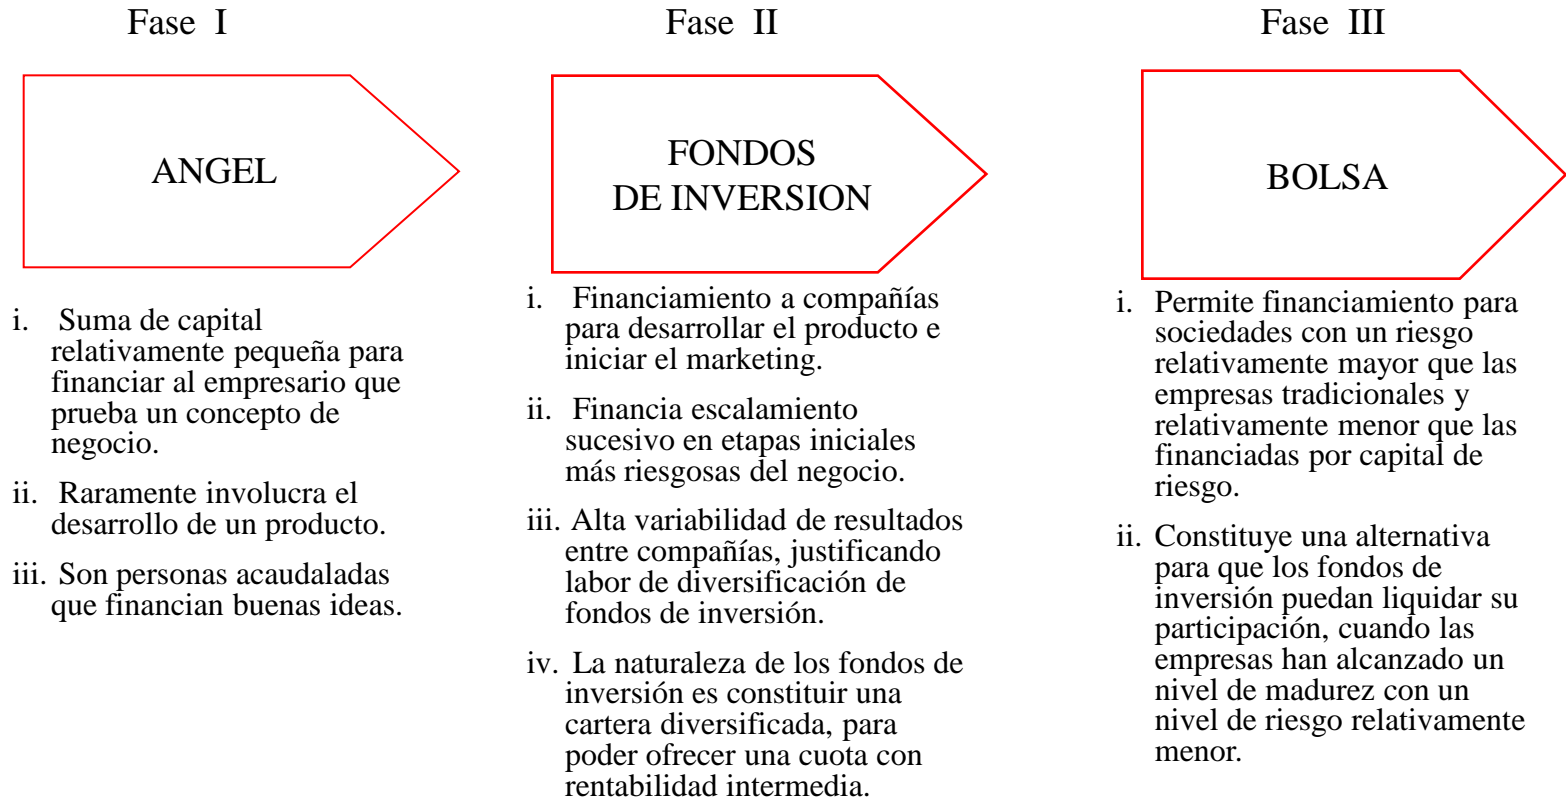 Fase I
ANGEL
i. Suma de capital
relativamente pequeña para
financiar al empresario que
prueba un concepto de
negocio.
ii. Raramente involucra el
desarrollo de un producto.
iii. Son personas acaudaladas
que financian buenas ideas.
Fase II
FONDOS
DE INVERSION
i. Financiamiento a compañías
para desarrollar el producto e
iniciar el marketing.
ii. Financia escalamiento
sucesivo en etapas iniciales
más riesgosas del negocio.
iii. Alta variabilidad de resultados
entre compañías, justificando
labor de diversificación de
fondos de inversión.
iv. La naturaleza de los fondos de
inversión es constituir una
cartera diversificada, para
poder ofrecer una cuota con
rentabilidad intermedia.
Fase III
BOLSA
i. Permite financiamiento para
sociedades con un riesgo
relativamente mayor que las
empresas tradicionales y
relativamente menor que las
financiadas por capital de
riesgo.
ii. Constituye una alternativa
para que los fondos de
inversión puedan liquidar su
participación, cuando las
empresas han alcanzado un
nivel de madurez con un
nivel de riesgo relativamente
menor.